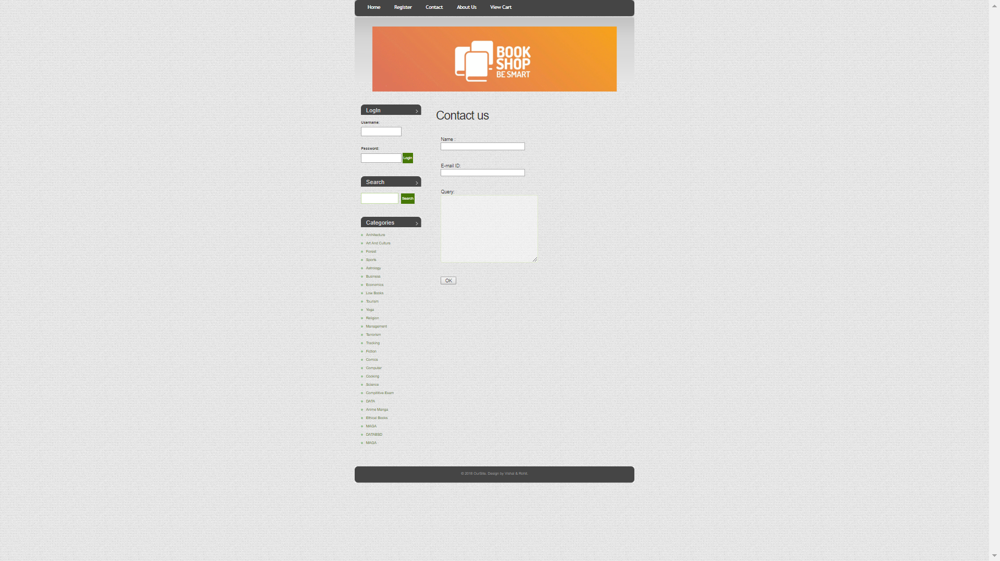 Home Register Contact About Us View Cart
BOOK
SHOP
BE SMART
LogIn
Username:
Password:
Login
Search
Search
Categories
Architecture
Art And Culture
Forest
Sports
Astrology
Business
Economics
Low Books
Tourism
Yoga
Religion
Management
Terrorism
Tracking
Fiction
Comics
Computer
Cooking
Science
Compititive Exam
DATA
Anime Manga
Ethical Books
MAGA
DATABSD
MAGA
Contact us
Name :
E-mail ID:
Query:
OK
© 2018 OurSite. Design by Vishal & Rohit.